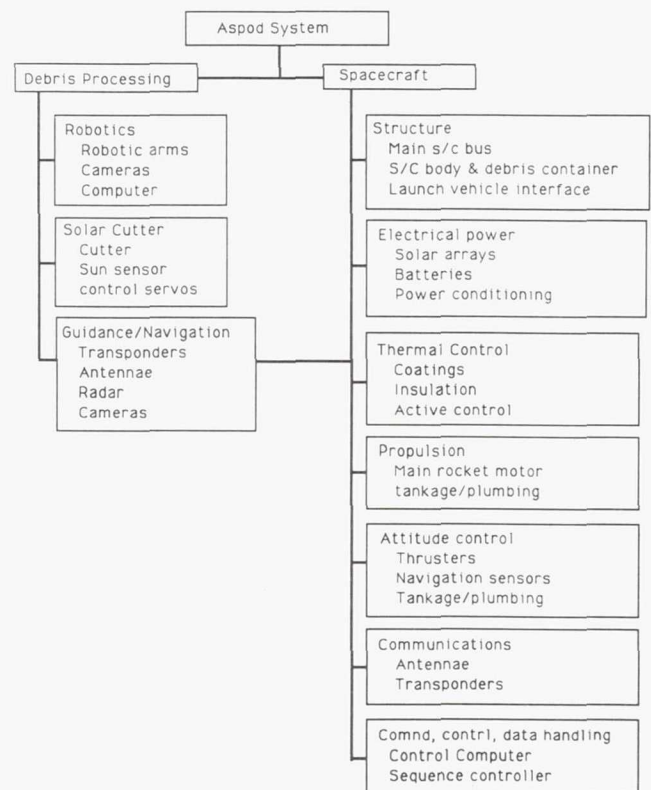 Aspod System
Debris Processing
Spacecraft
Robotics
Robotic arms
Cameras
Computer
Solar Cutter
Cutter
Sun sensor
control servos
Guidance/Navigation
Transponders
Antennae
Radar
Cameras
Structure
Main s/c bus
S/C body & debris container
Launch vehicle interface
Electrical power
Solar arrays
Batteries
Power conditioning
Thermal Control
Coatings
Insulation
Active control
Propulsion
Main rocket motor
tankage/plumbing
Attitude control
Thrusters
Navigation sensors
Tankage/plumbing
Communications
Antennae
Transponders
Comnd, contrl, data handling
Control Computer
Sequence controller